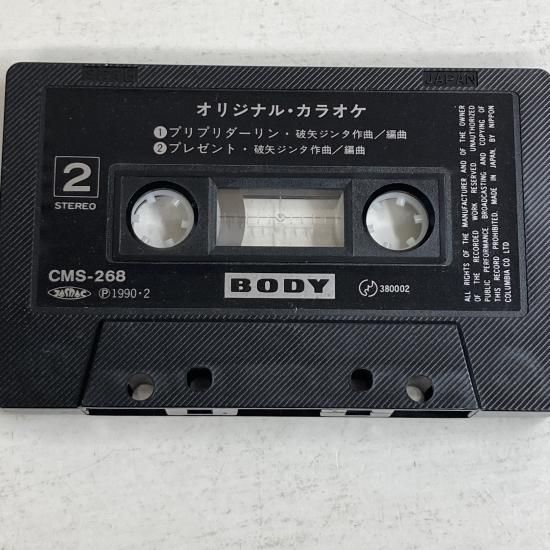 JAPAN
オリジナル・カラオケ
①プリプリダーリン・破矢ジンタ作曲／編曲
②プレゼント・破矢ジンタ作曲／編曲
2
STEREO
CMS-268
Ⓟ1990・2
BODY
380002
ALL RIGHTS OF THE MANUFACTURER AND OF THE OWNER
OF THE RECORDED WORK RESERVED. UNAUTHORIZED
PUBLIC PERFORMANCE BROADCASTING AND COPYING OF
THIS RECORD PROHIBITED. MADE IN JAPAN, BY NIPPON
COLUMBIA CO LTD